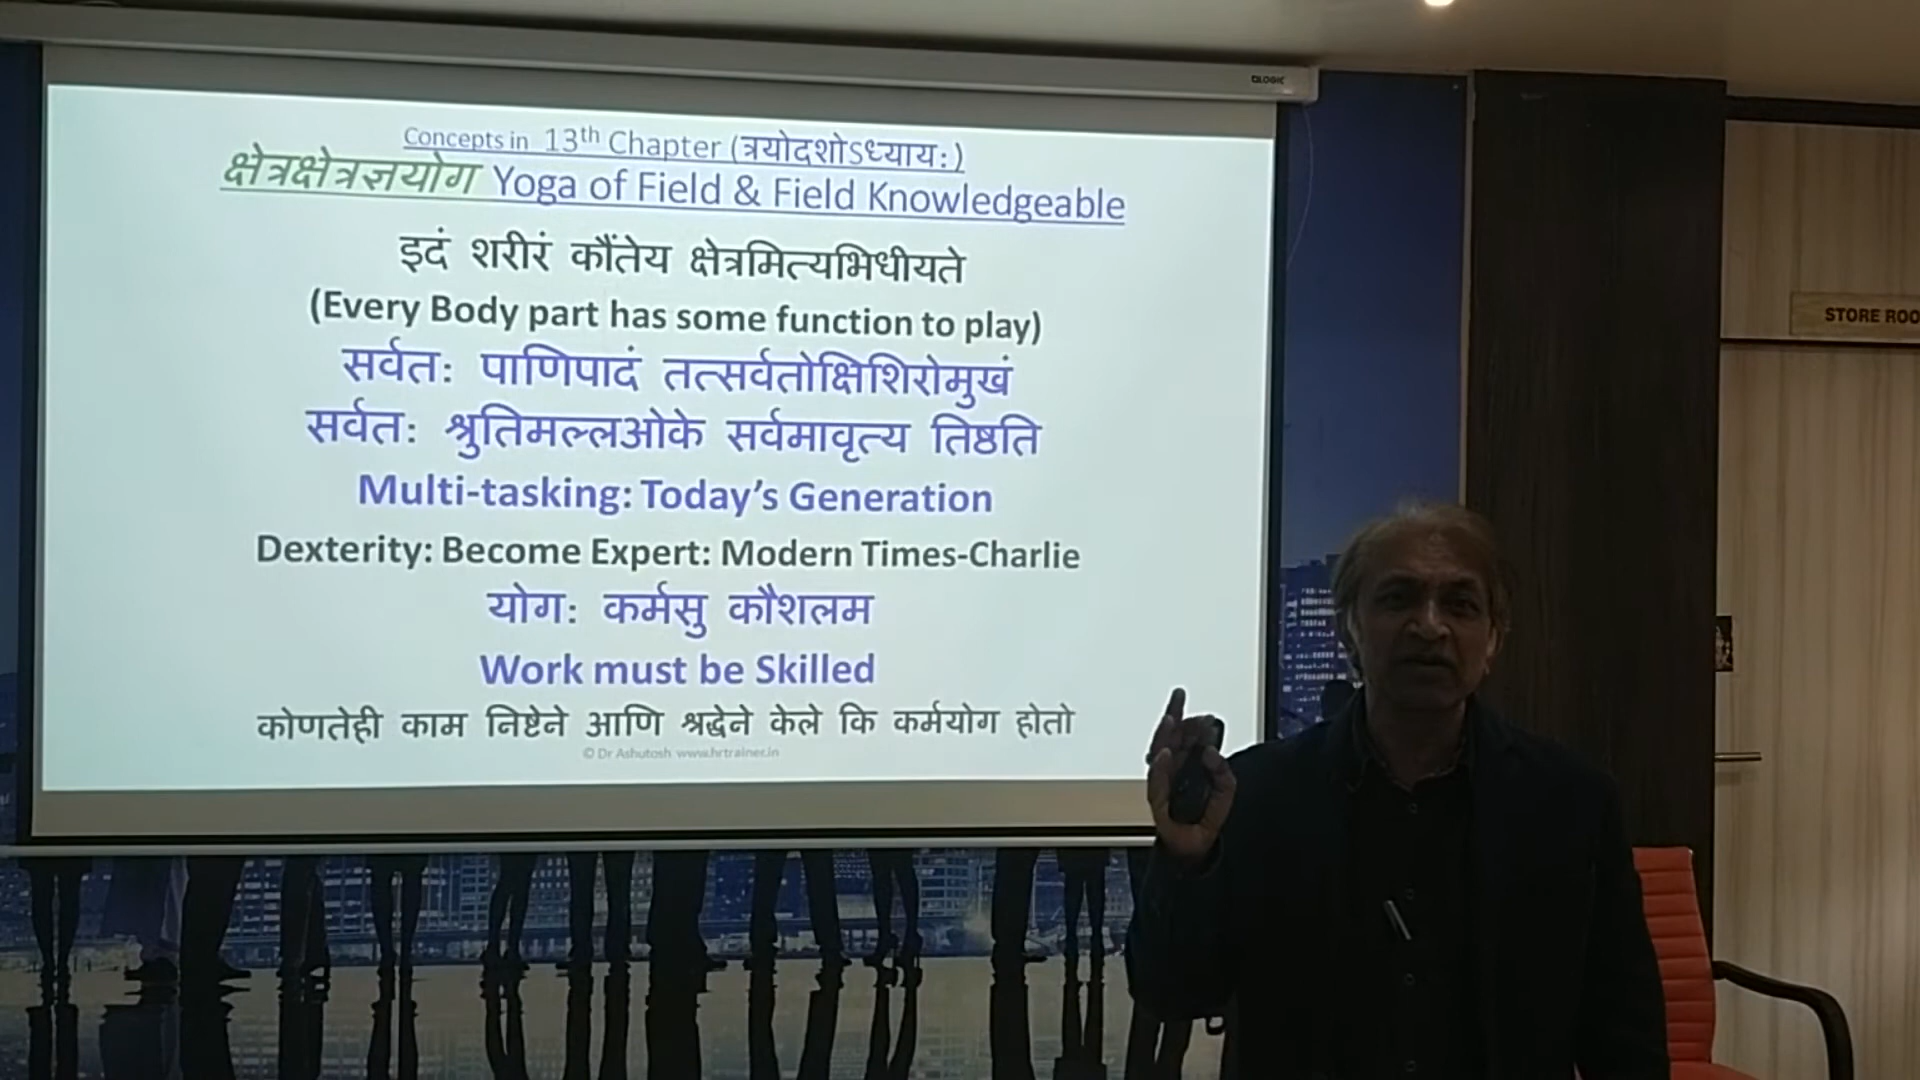 DLOGIC
Concepts in 13th Chapter (त्रयोदशोऽध्याय:)
क्षेत्रक्षेत्रज्ञयोग Yoga of Field & Field Knowledgeable
इदं शरीरं कौंतेय क्षेत्रमित्यभिधीयते
(Every Body part has some function to play)
सर्वत: पाणिपादं तत्सर्वतोक्षिशिरोमुखं
सर्वत: श्रुतिमल्लओके सर्वमावृत्य तिष्ठति
Multi-tasking: Today’s Generation
Dexterity: Become Expert: Modern Times-Charlie
योग: कर्मसु कौशलम
Work must be Skilled
कोणतेही काम निष्टेने आणि श्रद्धेने केले कि कर्मयोग होतो
© Dr Ashutosh www.hrtrainer.in
STORE ROO